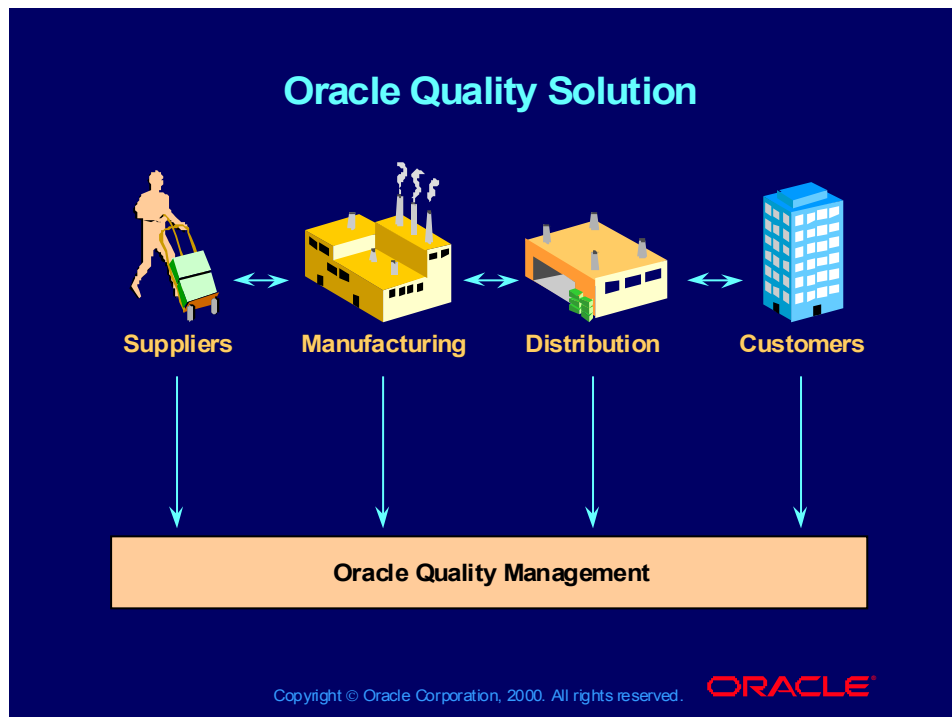 Oracle Quality Solution
Suppliers
Manufacturing
Distribution
Customers
Oracle Quality Management
Copyright © Oracle Corporation, 2000. All rights reserved.
ORACLE®